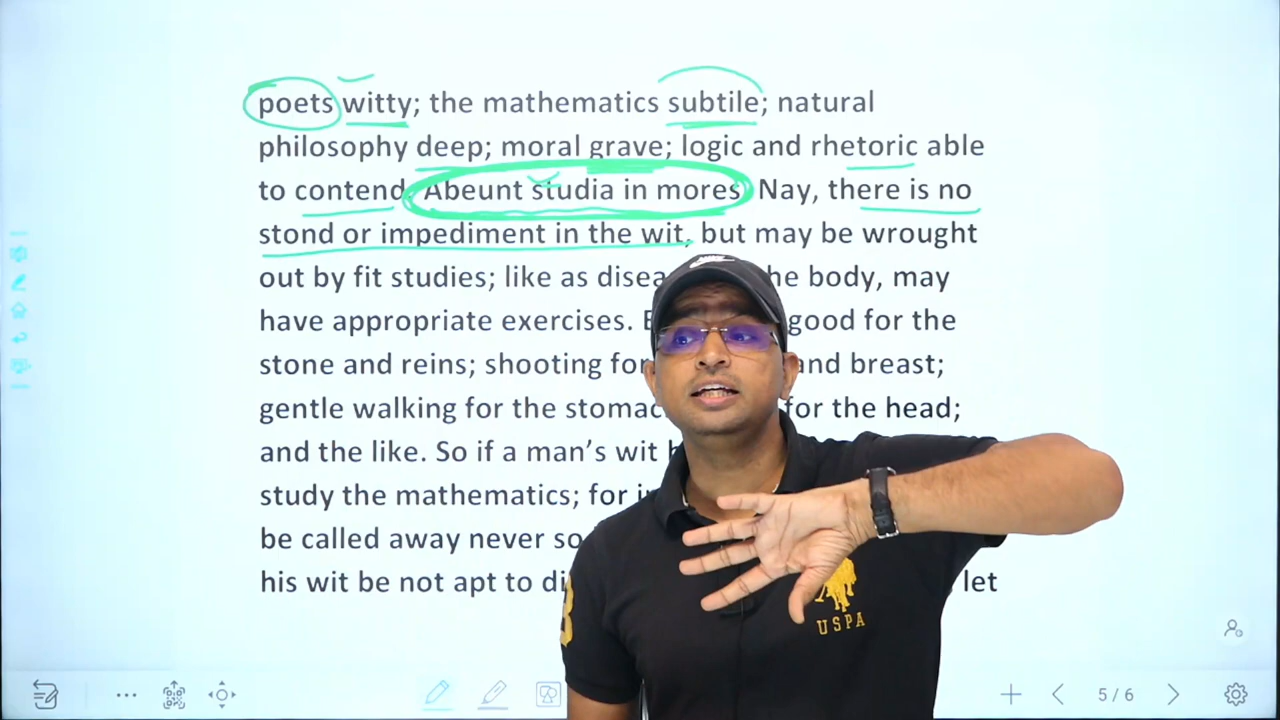 poets witty; the mathematics subtile; natural
philosophy deep; moral grave; logic and rhetoric able
to contend. Abeunt studia in mores. Nay, there is no
stond or impediment in the wit, but may be wrought
out by fit studies; like as disea he body, may
have appropriate exercises. good for the
stone and reins; shooting for and breast;
gentle walking for the stomac for the head;
and the like. So if a man’s wit
study the mathematics; for
be called away never so
his wit be not apt to di let
USPA
3
5 / 6